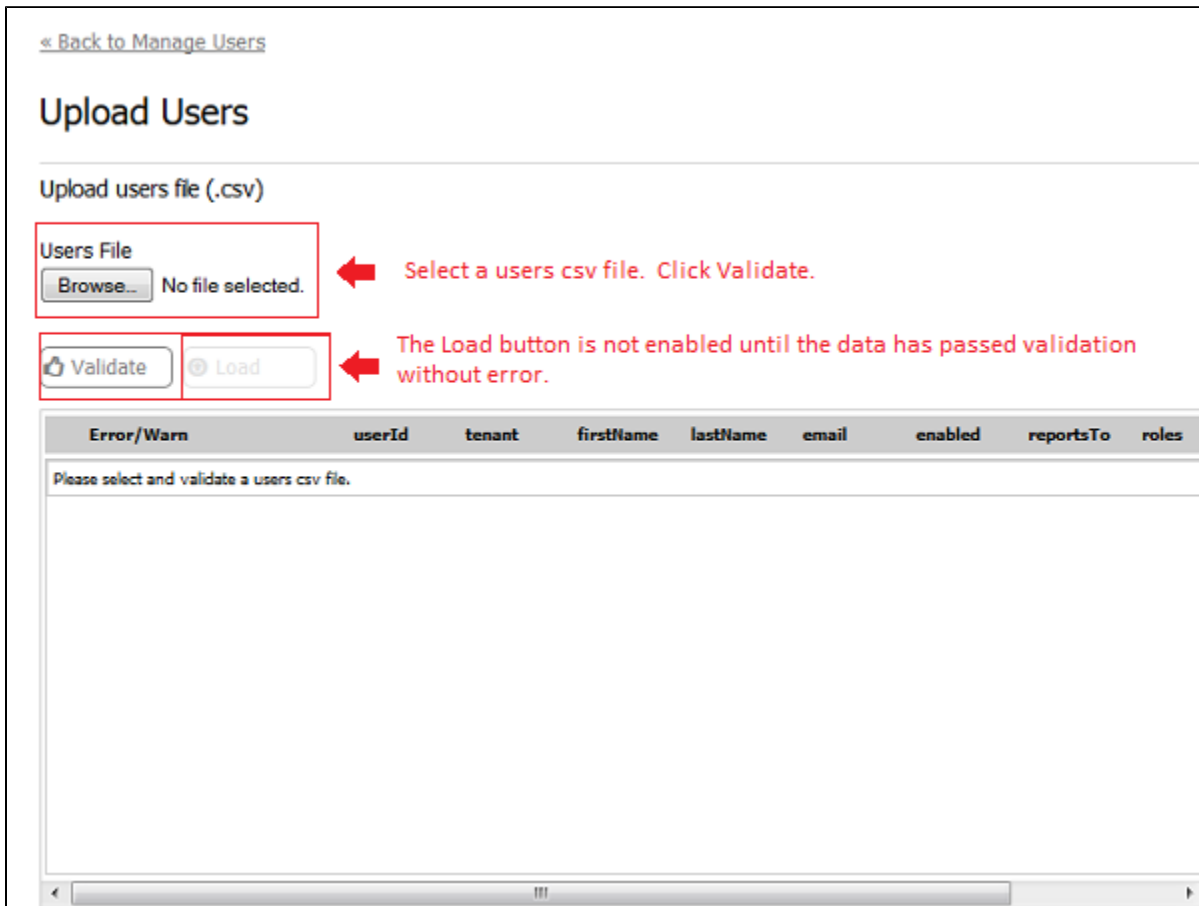 « Back to Manage Users
Upload Users
Upload users file (.csv)
Users File
Browse... No file selected.
Select a users csv file. Click Validate.
Validate Load
The Load button is not enabled until the data has passed validation
without error.
Error/Warn userId tenant firstName lastName email enabled reportsTo roles
Please select and validate a users csv file.